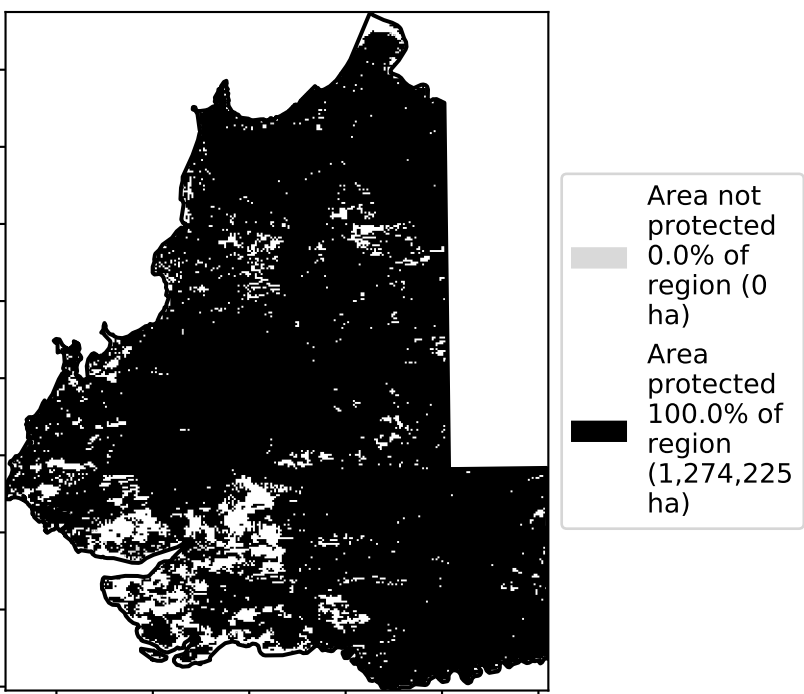 Area not
protected
0.0% of
region (0
ha)
Area
protected
100.0% of
region
(1,274,225
ha)